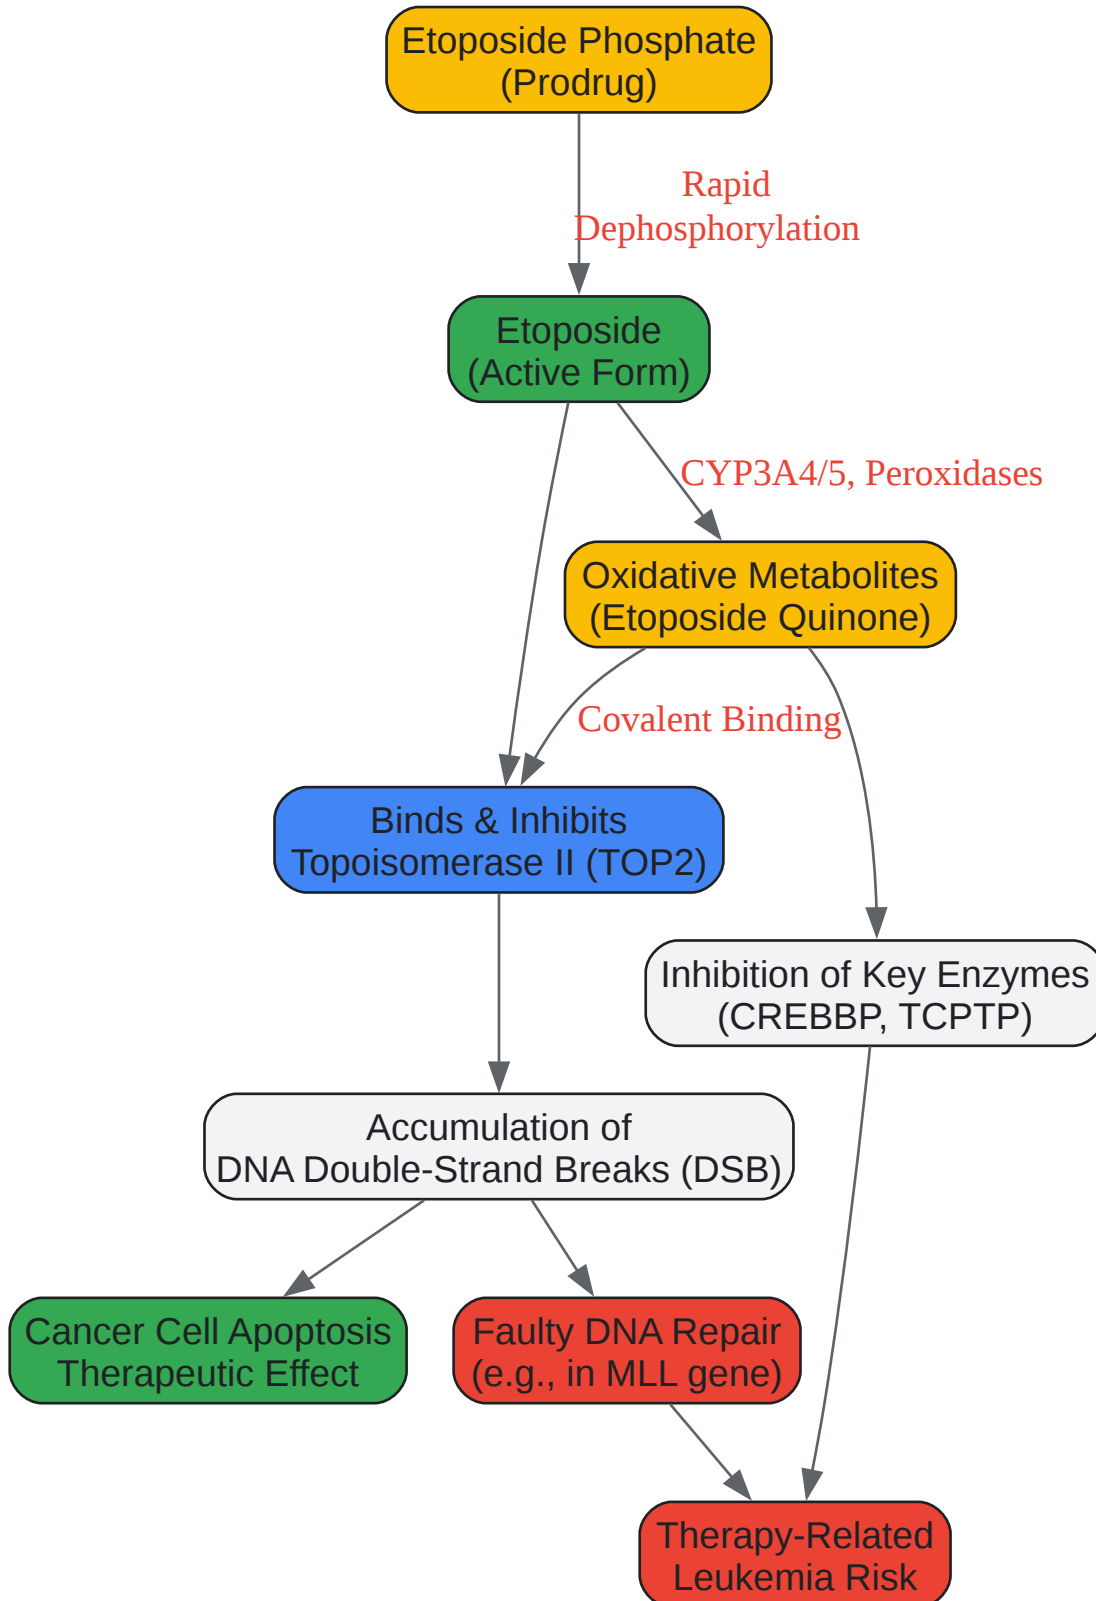 Etoposide Phosphate
(Prodrug)
Rapid
Dephosphorylation
Etoposide
(Active Form)
CYP3A4/5, Peroxidases
Oxidative Metabolites
(Etoposide Quinone)
Covalent Binding
Binds & Inhibits
Topoisomerase II (TOP2)
Inhibition of Key Enzymes
(CREBBP, TCPTP)
Accumulation of
DNA Double-Strand Breaks (DSB)
Cancer Cell Apoptosis
Therapeutic Effect
Faulty DNA Repair
(e.g., in MLL gene)
Therapy-Related
Leukemia Risk